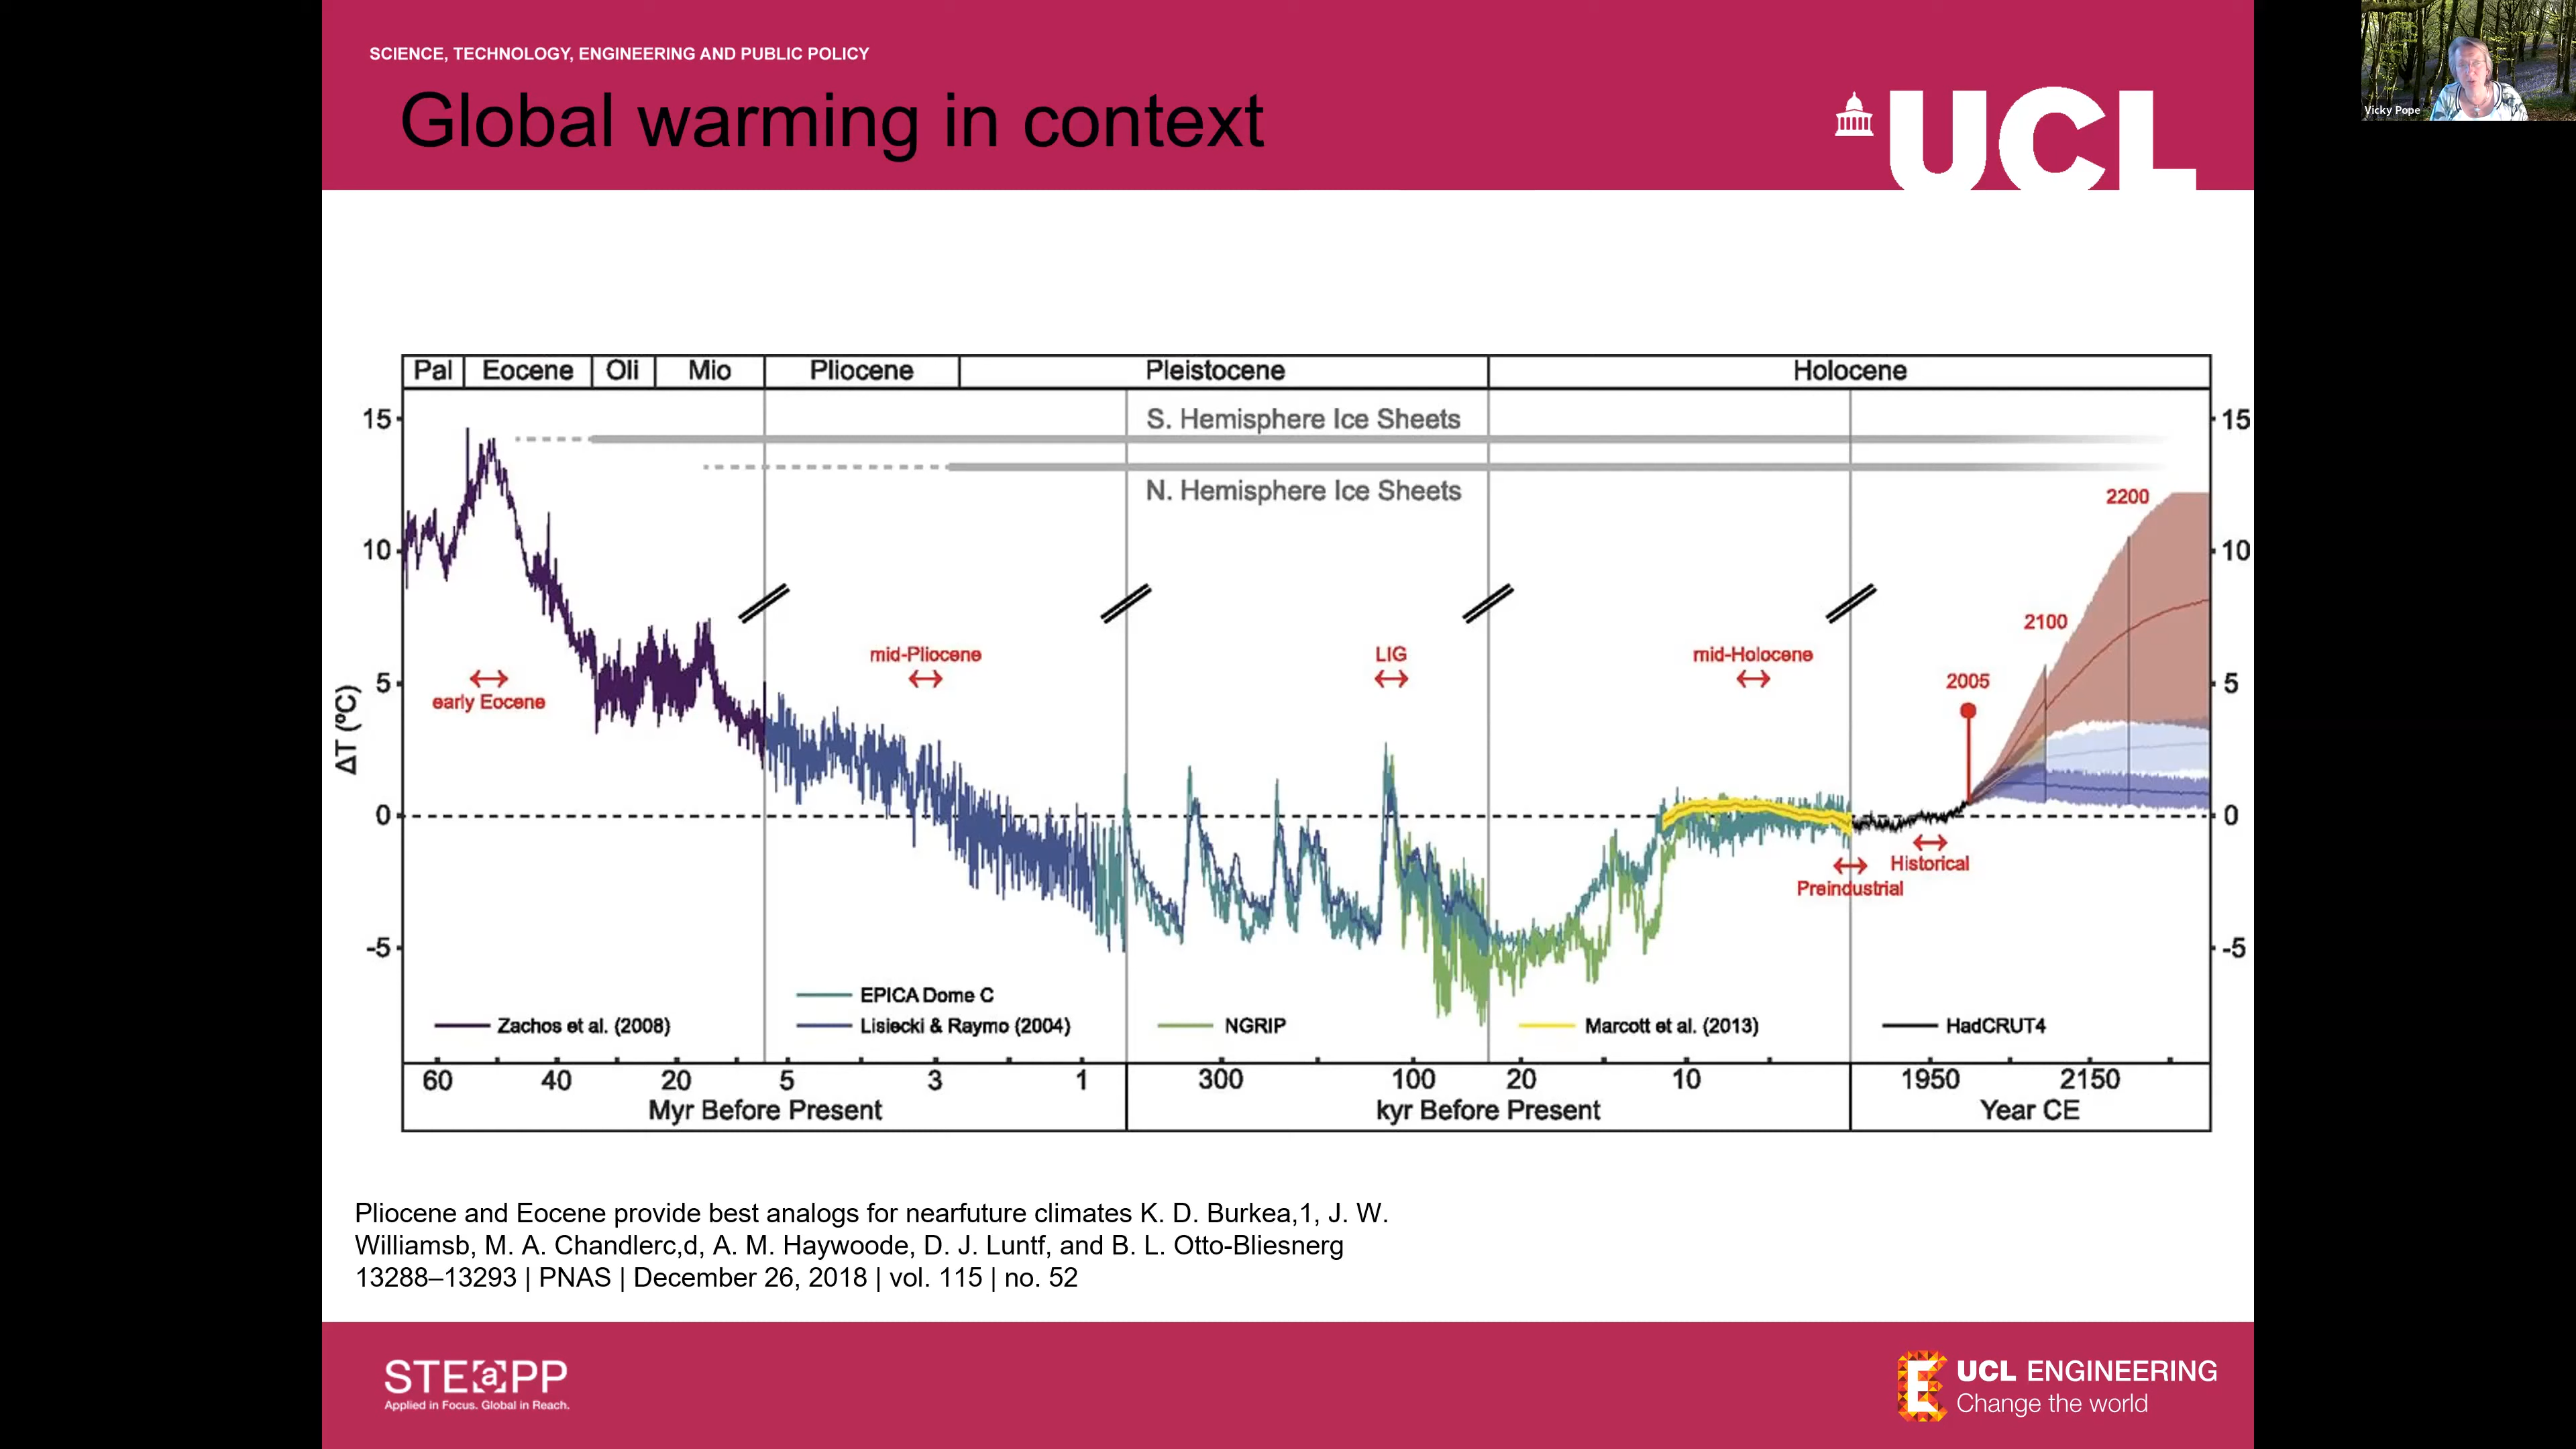 SCIENCE, TECHNOLOGY, ENGINEERING AND PUBLIC POLICY
Global warming in context
UCL
Vicky Pope
Pal Eocene Oli Mio Pliocene Pleistocene Holocene
S. Hemisphere Ice Sheets
N. Hemisphere Ice Sheets
15
10
5
0
-5
ΔT (ºC)
15
10
5
0
-5
early Eocene
mid-Pliocene
LIG
mid-Holocene
Preindustrial
Historical
2005
2100
2200
Zachos et al. (2008)
EPICA Dome C
Lisiecki & Raymo (2004)
NGRIP
Marcott et al. (2013)
HadCRUT4
60 40 20 5 3 1 300 100 20 10 1950 2150
Myr Before Present kyr Before Present Year CE
Pliocene and Eocene provide best analogs for nearfuture climates K. D. Burkea,1, J. W.
Williamsb, M. A. Chandlerc,d, A. M. Haywoode, D. J. Luntf, and B. L. Otto-Bliesnerg
13288–13293 | PNAS | December 26, 2018 | vol. 115 | no. 52
STEaPP
Applied in Focus. Global in Reach.
UCL ENGINEERING
Change the world